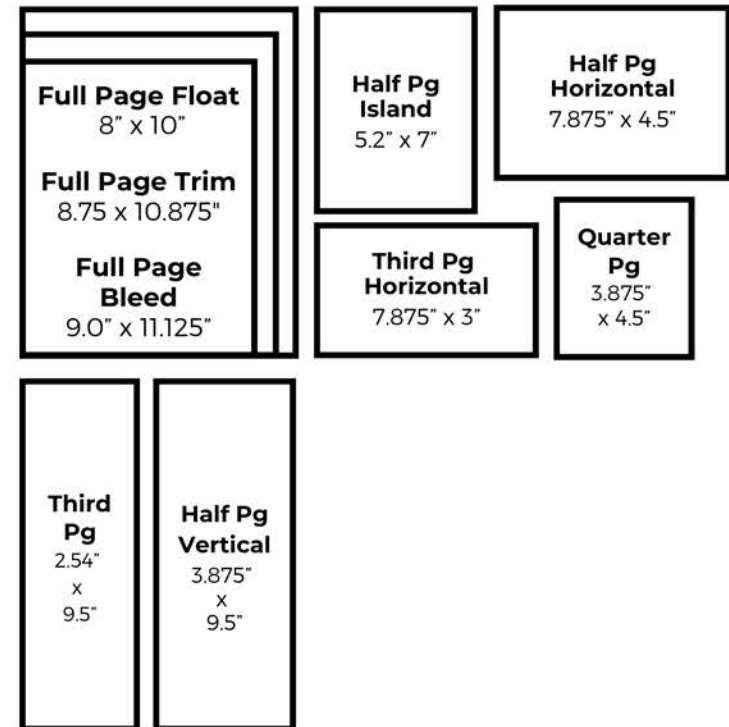 Full Page Float
8” x 10”
Full Page Trim
8.75 x 10.875"
Full Page
Bleed
9.0” x 11.125”
Half Pg
Island
5.2” x 7”
Half Pg
Horizontal
7.875” x 4.5”
Third Pg
Horizontal
7.875” x 3”
Quarter
Pg
3.875”
x 4.5”
Third
Pg
2.54”
x
9.5”
Half Pg
Vertical
3.875”
x
9.5”